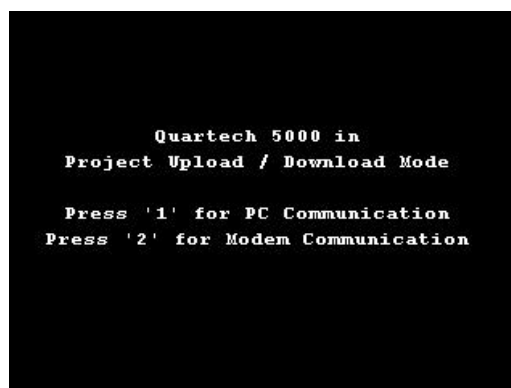 Quartech 5000 in
Project Upload / Download Mode
Press '1' for PC Communication
Press '2' for Modem Communication